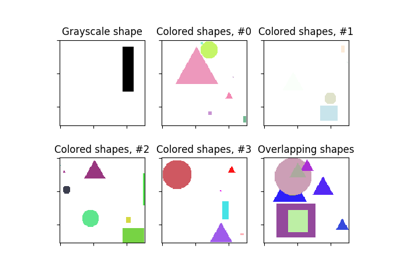 Grayscale shape
Colored shapes, #0
Colored shapes, #1
Colored shapes, #2
Colored shapes, #3
Overlapping shapes